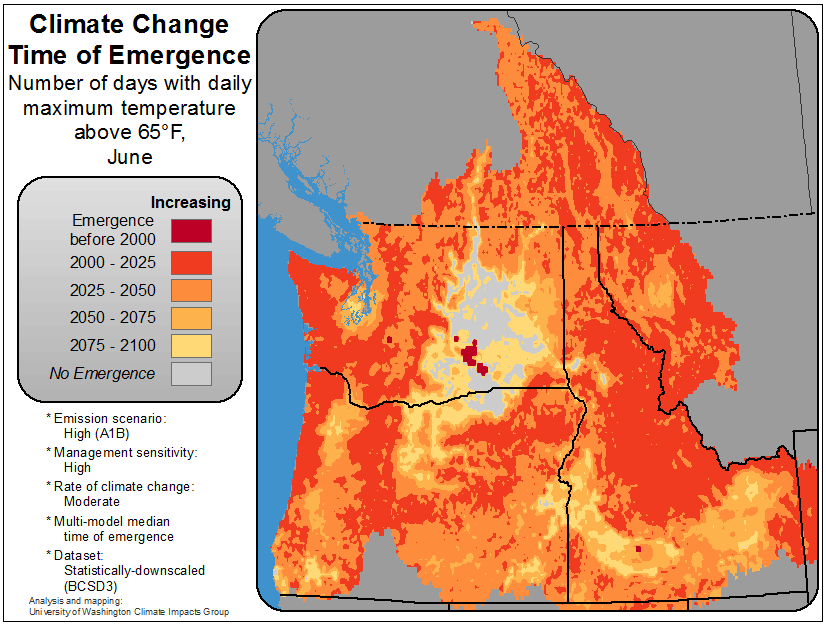 Climate Change
Time of Emergence
Number of days with daily
maximum temperature
above 65°F,
June
Increasing
Emergence
before 2000
2000 - 2025
2025 - 2050
2050 - 2075
2075 - 2100
No Emergence
* Emission scenario:
High (A1B)
* Management sensitivity:
High
* Rate of climate change:
Moderate
* Multi-model median
time of emergence
* Dataset:
Statistically-downscaled
(BCSD3)
Analysis and mapping:
University of Washington Climate Impacts Group